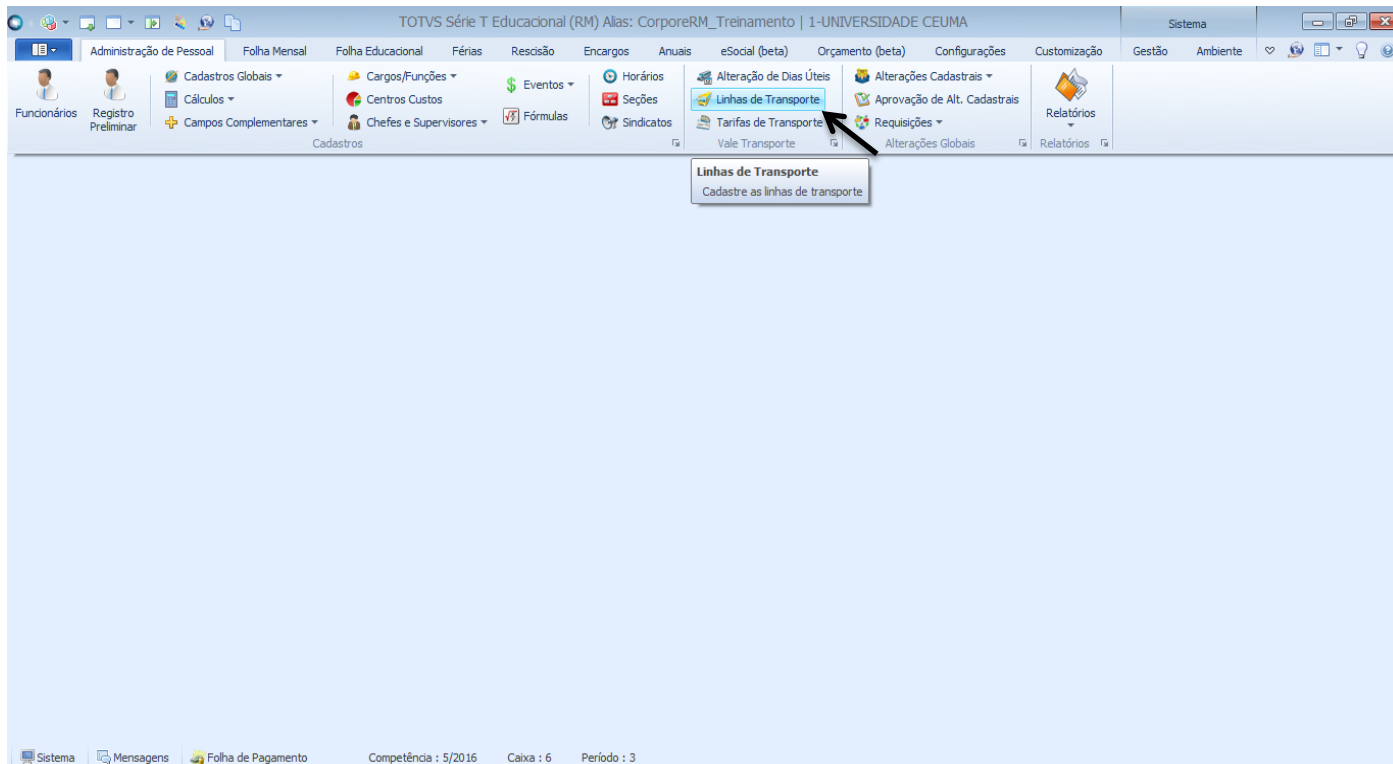 TOTVS Série T Educacional (RM) Alias: CorporeRM_Treinamento | 1-UNIVERSIDADE CEUMA
Sistema
Administração de Pessoal Folha Mensal Folha Educacional Férias Rescisão Encargos Anuais eSocial (beta) Orçamento (beta) Configurações Customização Gestão Ambiente
Funcionários
Registro
Preliminar
Cadastros Globais
Cálculos
Campos Complementares
Cargos/Funções
Centros Custos
Chefes e Supervisores
Eventos
Fórmulas
Horários
Seções
Sindicatos
Cadastros
Alteração de Dias Úteis
Linhas de Transporte
Tarifas de Transporte
Vale Transporte
Alterações Cadastrais
Aprovação de Alt. Cadastrais
Requisições
Alterações Globais
Relatórios
Relatórios
Linhas de Transporte
Cadastre as linhas de transporte
Sistema Mensagens Folha de Pagamento Competência : 5/2016 Caixa : 6 Período : 3